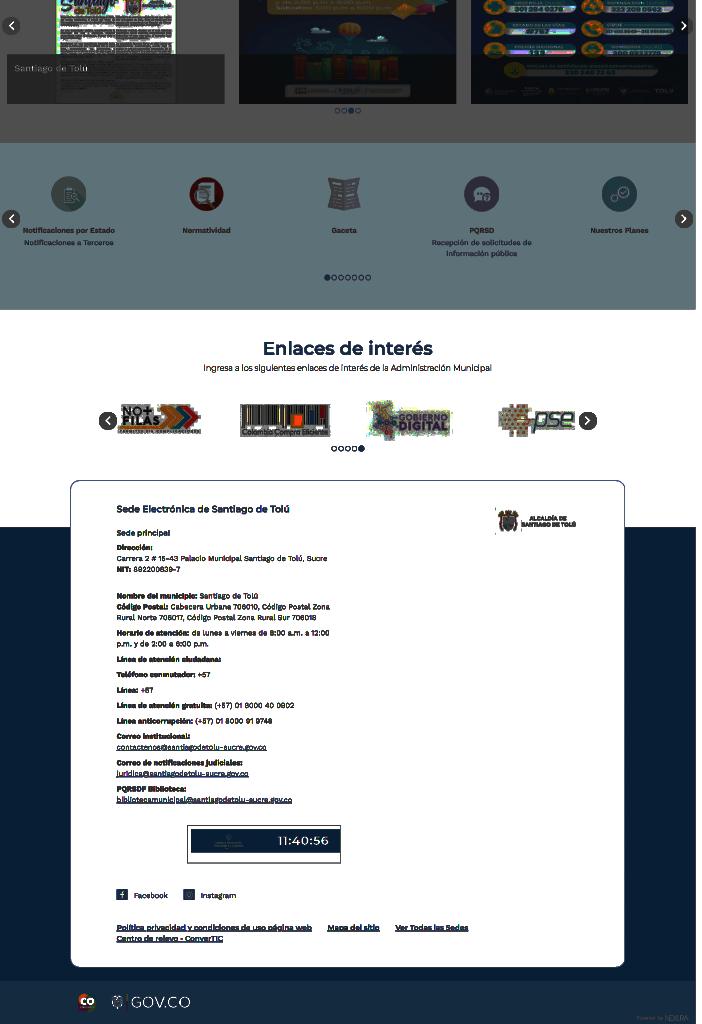 Santiago
de Tolú
Santiago de Tolú
Notificaciones por Estado
Notificaciones a Terceros
Normatividad
Gaceta
PQRSD
Recepción de solicitudes de
información pública
Nuestros Planes
Enlaces de interés
Ingresa a los siguientes enlaces de interés de la Administración Municipal
NO+
FILAS
Colombia Compra Eficiente
GOBIERNO
DIGITAL
pse
Sede Electrónica de Santiago de Tolú
ALCALDÍA DE
SANTIAGO DE TOLÚ
Sede principal
Dirección:
Carrera 2 # 15-43 Palacio Municipal Santiago de Tolú, Sucre
NIT: 892200839-7
Nombre del municipio: Santiago de Tolú
Código Postal: Cabecera Urbana 706010, Código Postal Zona
Rural Norte 706017, Código Postal Zona Rural Sur 706018
Horario de atención: de lunes a viernes de 8:00 a.m. a 12:00
p.m. y de 2:00 a 6:00 p.m.
Línea de atención ciudadana:
Teléfono conmutador: +57
Línea: +57
Línea de atención gratuita: (+57) 01 8000 40 0802
Línea anticorrupción: (+57) 01 8000 91 9748
Correo institucional:
contactenos@santiagodetolu-sucre.gov.co
Correo de notificaciones judiciales:
juridica@santiagodetolu-sucre.gov.co
PQRSDF Biblioteca:
bibliotecamunicipal@santiagodetolu-sucre.gov.co
11:40:56
Facebook
Instagram
Política privacidad y condiciones de uso página web
Mapa del sitio
Ver Todas las Sedes
Centro de relevo - ConverTIC
CO
GOV.CO
Powered by